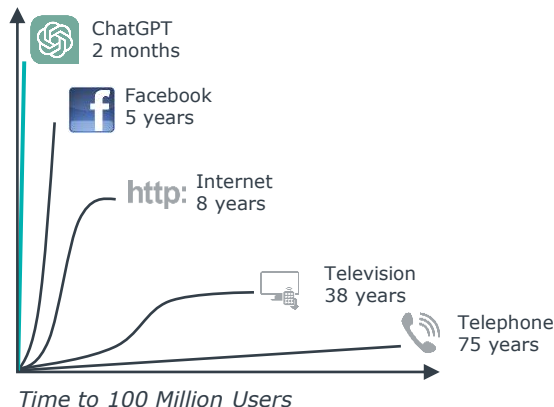 ChatGPT
2 months
f
Facebook
5 years
http:
Internet
8 years
Television
38 years
Telephone
75 years
Time to 100 Million Users